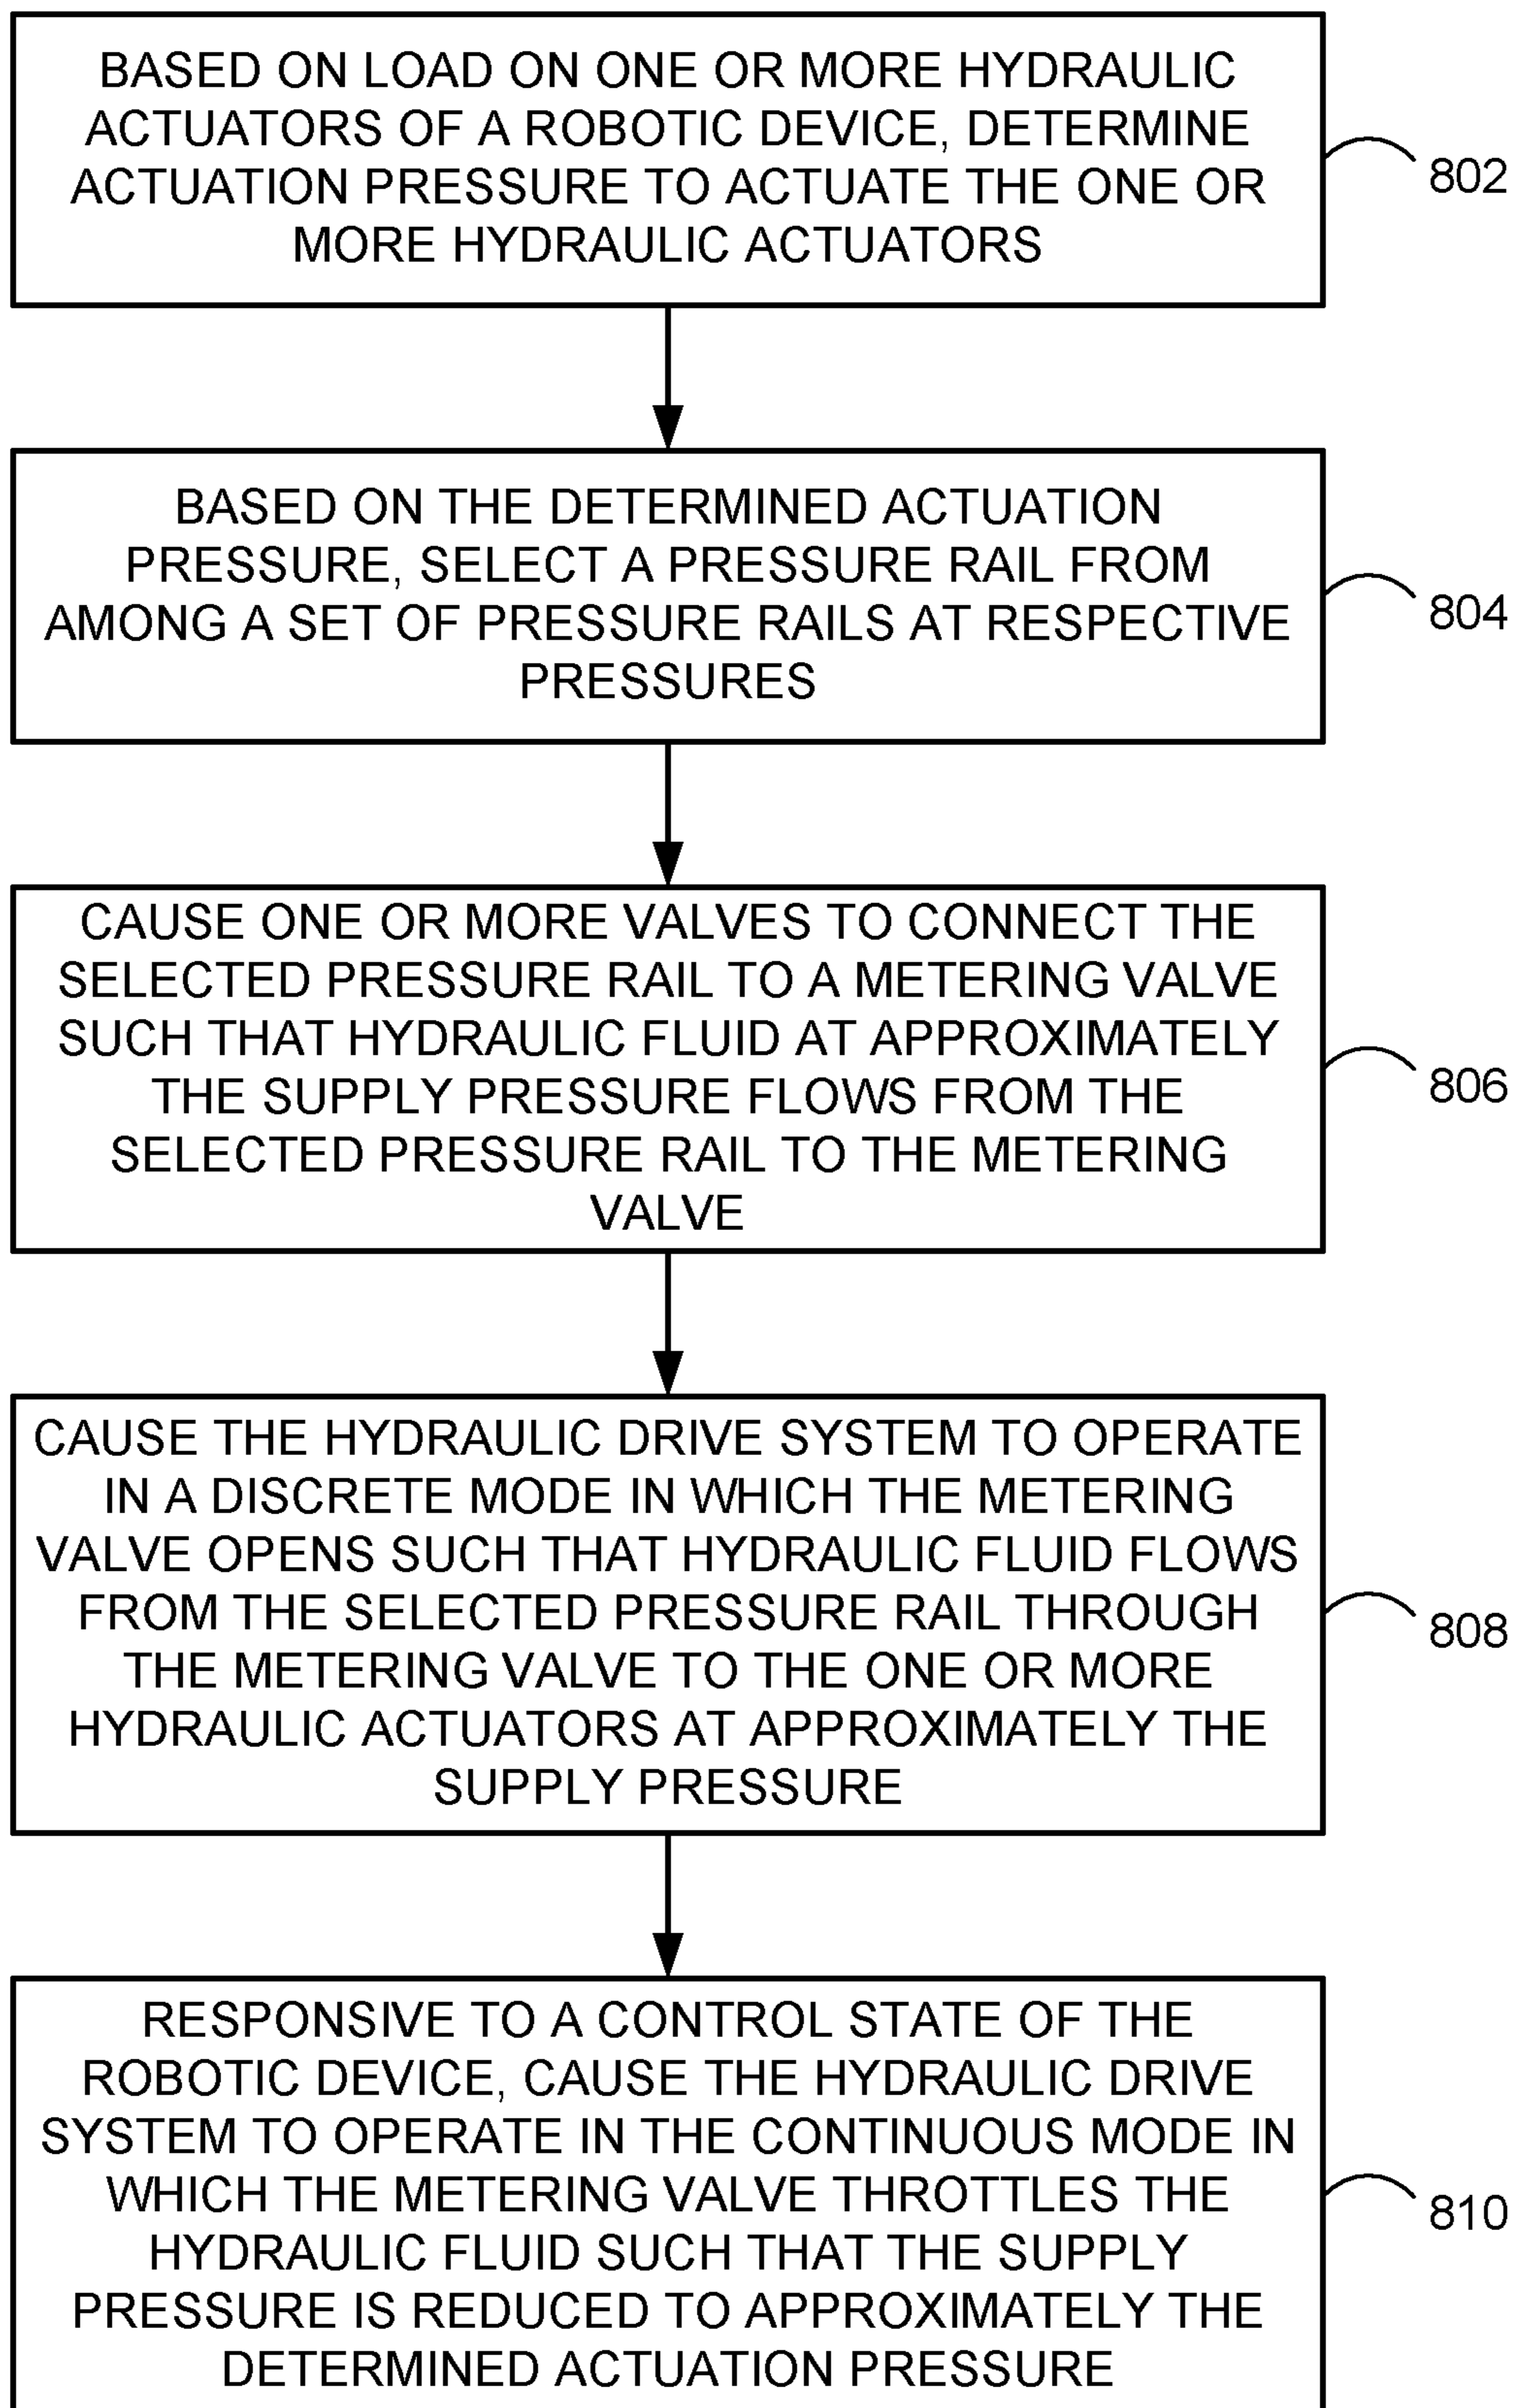 BASED ON LOAD ON ONE OR MORE HYDRAULIC
ACTUATORS OF A ROBOTIC DEVICE, DETERMINE
ACTUATION PRESSURE TO ACTUATE THE ONE OR
MORE HYDRAULIC ACTUATORS
802
BASED ON THE DETERMINED ACTUATION
PRESSURE, SELECT A PRESSURE RAIL FROM
AMONG A SET OF PRESSURE RAILS AT RESPECTIVE
PRESSURES
804
CAUSE ONE OR MORE VALVES TO CONNECT THE
SELECTED PRESSURE RAIL TO A METERING VALVE
SUCH THAT HYDRAULIC FLUID AT APPROXIMATELY
THE SUPPLY PRESSURE FLOWS FROM THE
SELECTED PRESSURE RAIL TO THE METERING
VALVE
806
CAUSE THE HYDRAULIC DRIVE SYSTEM TO OPERATE
IN A DISCRETE MODE IN WHICH THE METERING
VALVE OPENS SUCH THAT HYDRAULIC FLUID FLOWS
FROM THE SELECTED PRESSURE RAIL THROUGH
THE METERING VALVE TO THE ONE OR MORE
HYDRAULIC ACTUATORS AT APPROXIMATELY THE
SUPPLY PRESSURE
808
RESPONSIVE TO A CONTROL STATE OF THE
ROBOTIC DEVICE, CAUSE THE HYDRAULIC DRIVE
SYSTEM TO OPERATE IN THE CONTINUOUS MODE IN
WHICH THE METERING VALVE THROTTLES THE
HYDRAULIC FLUID SUCH THAT THE SUPPLY
PRESSURE IS REDUCED TO APPROXIMATELY THE
DETERMINED ACTUATION PRESSURE
810